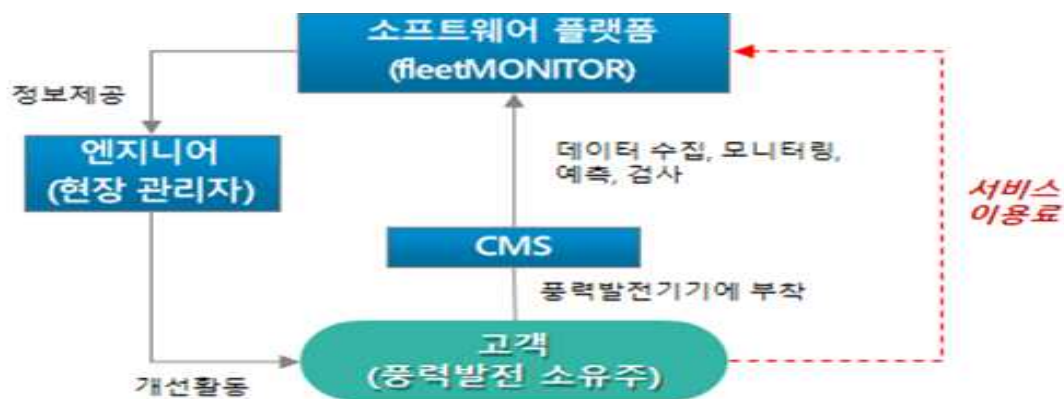 소프트웨어 플랫폼
(fleetMONITOR)
정보제공
엔지니어
(현장 관리자)
데이터 수집, 모니터링,
예측, 검사
서비스
이용료
CMS
풍력발전기기에 부착
고객
(풍력발전 소유주)
개선활동